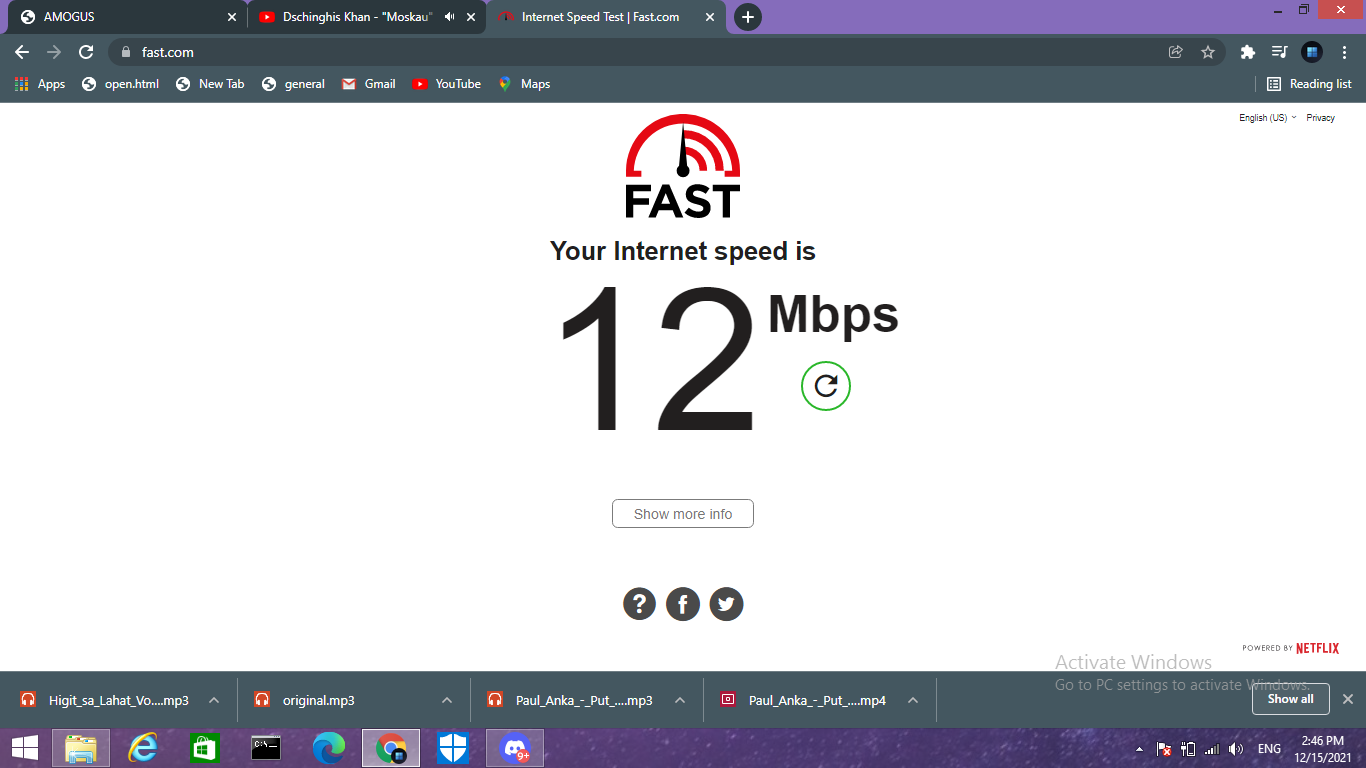 AMOGUS
Dschinghis Khan - "Moskau"
Internet Speed Test | Fast.com
fast.com
Apps
open.html
New Tab
general
Gmail
YouTube
Maps
Reading list
English (US)
Privacy
FAST
Your Internet speed is
12 Mbps
Show more info
POWERED BY NETFLIX
Activate Windows
Go to PC settings to activate Windows.
Higit_sa_Lahat_Vo....mp3
original.mp3
Paul_Anka_-_Put_....mp3
Paul_Anka_-_Put_....mp4
Show all
C:\_
9+
ENG
2:46 PM
12/15/2021